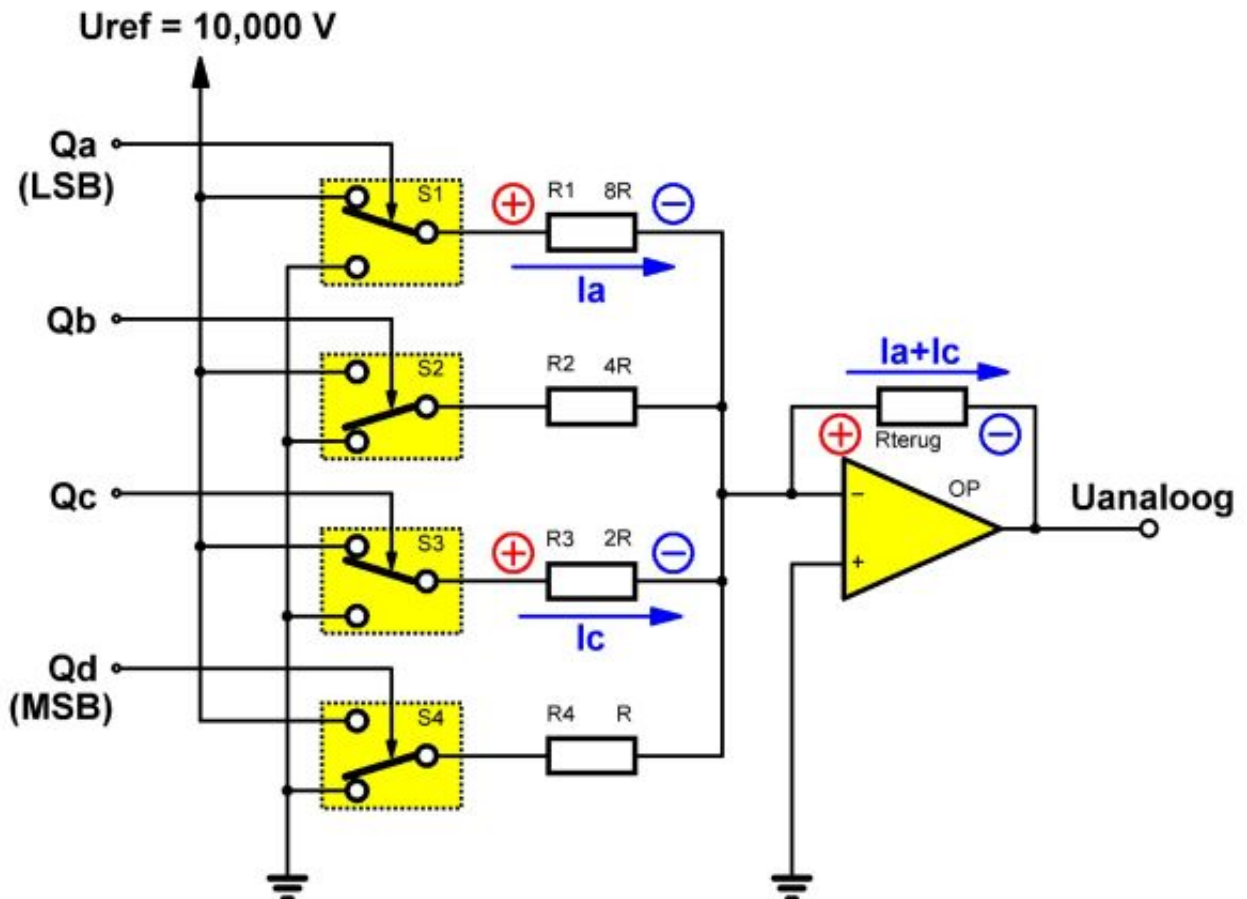 Uref = 10,000 V
Qa
(LSB)
S1
R1 8R
Ia
Qb
S2
R2 4R
Ia+Ic
Rterug
Qc
S3
R3 2R
Ic
OP
Uanaloog
Qd
(MSB)
S4
R4 R